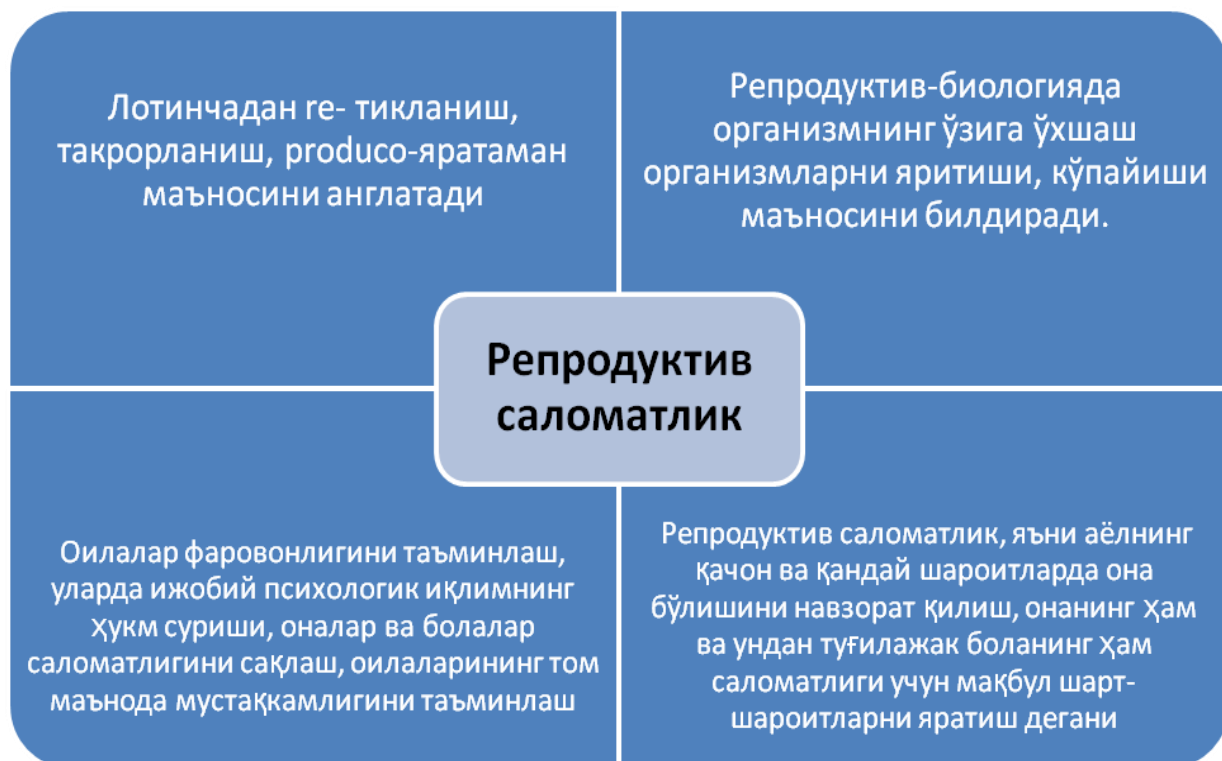 Лотинчадан re- тикланиш,
такрорланиш, produco-яратаман
маъносини англатади
Репродуктив-биологияда
организмнинг ўзига ўхшаш
организмларни яритиши, кўпайиши
маъносини билдиради.
Репродуктив
саломатлик
Оилалар фаровонлигини таъминлаш,
уларда ижобий психологик иқлимнинг
ҳукм суриши, оналар ва болалар
саломатлигини сақлаш, оилаларининг том
маънода мустақкамлигини таъминлаш
Репродуктив саломатлик, яъни аёлнинг
қачон ва қандай шароитларда она
бўлишини навзорат қилиш, онанинг ҳам
ва ундан туғилажак боланинг ҳам
саломатлиги учун мақбул шарт-
шароитларни яратиш дегани